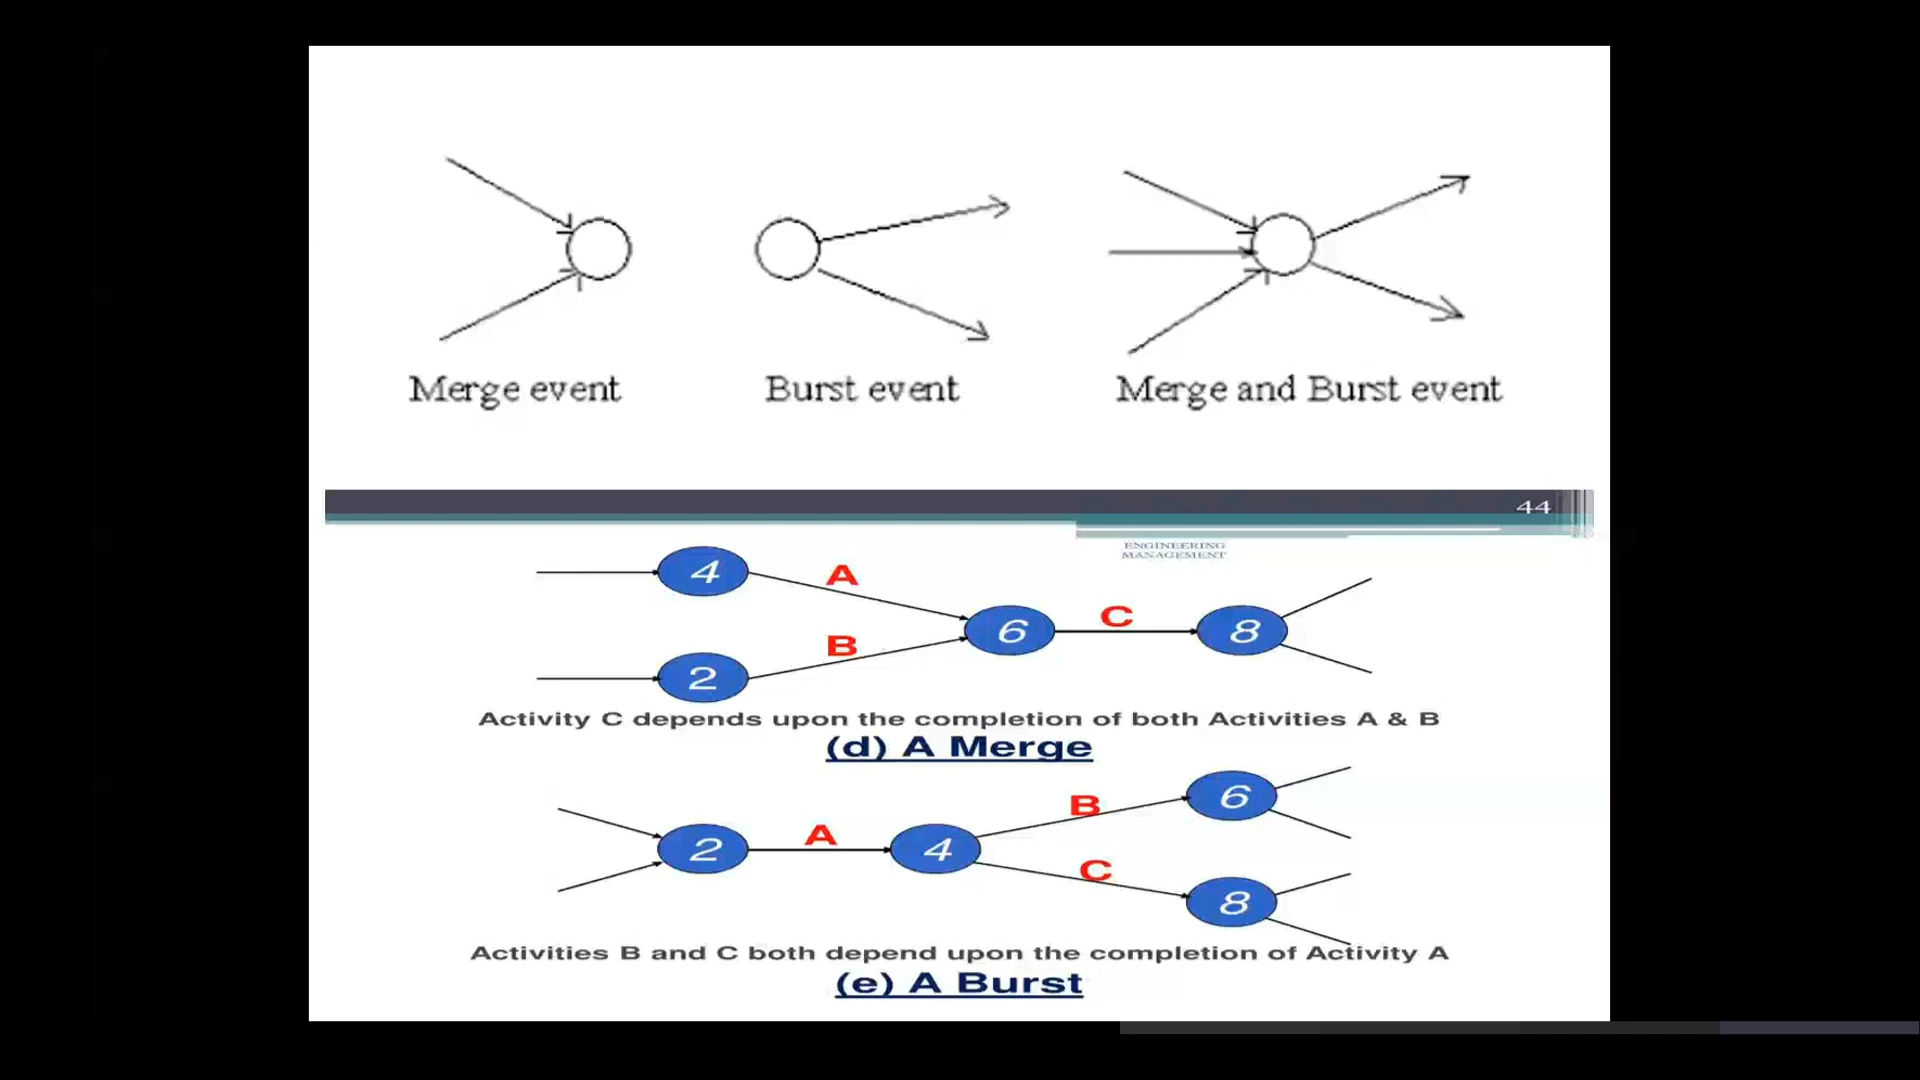 Merge event
Burst event
Merge and Burst event
44
ENGINEERING
MANAGEMENT
4
A
6
C
8
B
2
Activity C depends upon the completion of both Activities A & B
(d) A Merge
6
B
2
A
4
C
8
Activities B and C both depend upon the completion of Activity A
(e) A Burst